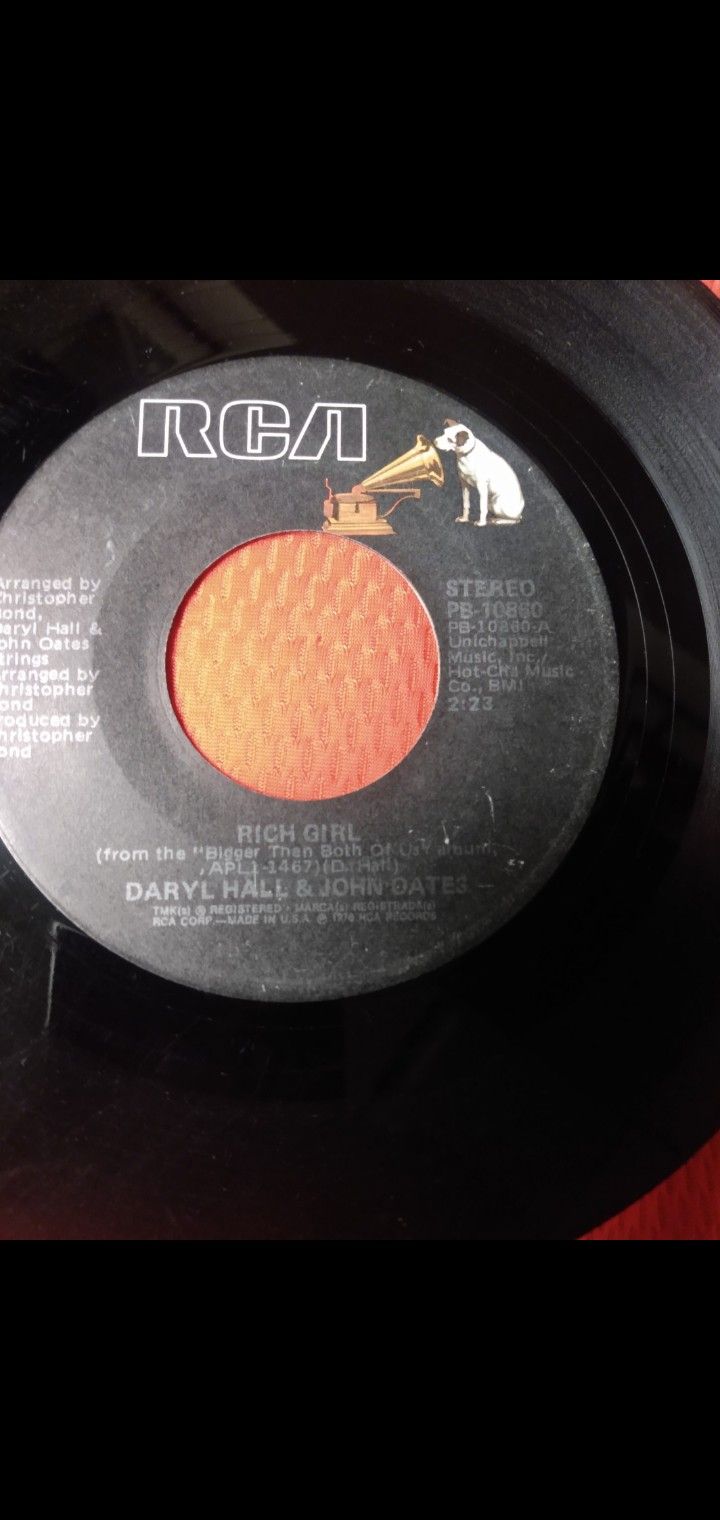 RCA
Arranged by
Christopher
Bond,
Daryl Hall &
John Oates
Strings
Arranged by
Christopher
Bond
Produced by
Christopher
Bond
STEREO
PB-10860
PB-10860-A
Unichappell
Music, Inc./
Hot-Cha Music
Co., BMI
2:23
RICH GIRL
(from the "Bigger Then Both Of Us" album,
APL1-1467)(D. Hall)
DARYL HALL & JOHN OATES
TMK(s) ® REGISTERED • MARCA(s) REGISTRADA(s)
RCA CORP.—MADE IN U.S.A ℗ 1976 RCA RECORDS